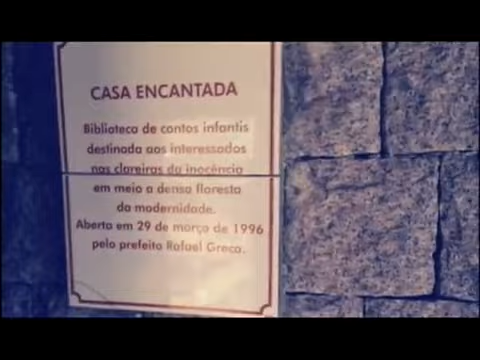 CASA ENCANTADA
Biblioteca de contos infantis
destinada aos interessados
nas clareiras da inocência
em meio a densa floresta
da modernidade.
Aberta em 29 de março de 1996
pelo prefeito Rafael Greca.